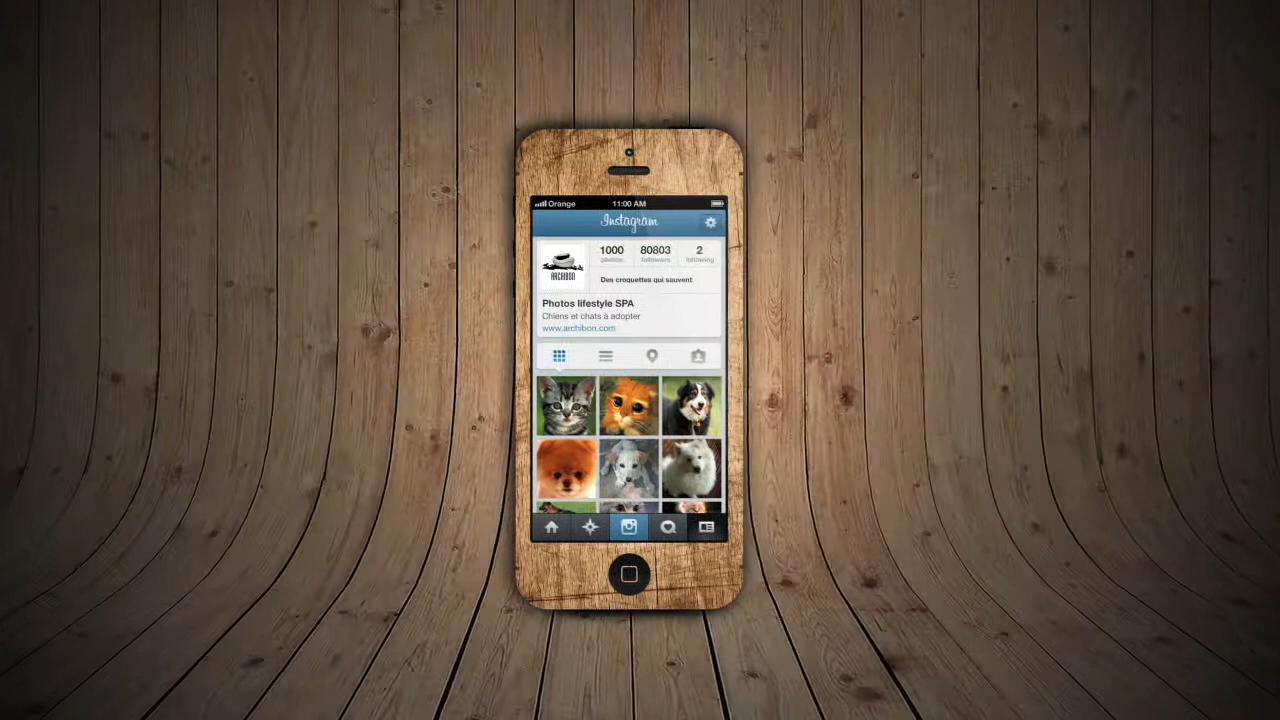 Orange 11:00 AM
Instagram
1000 80803 2
photos followers following
ARCHIBON
Des croquettes qui sauvent
Photos lifestyle SPA
Chiens et chats à adopter
www.archibon.com